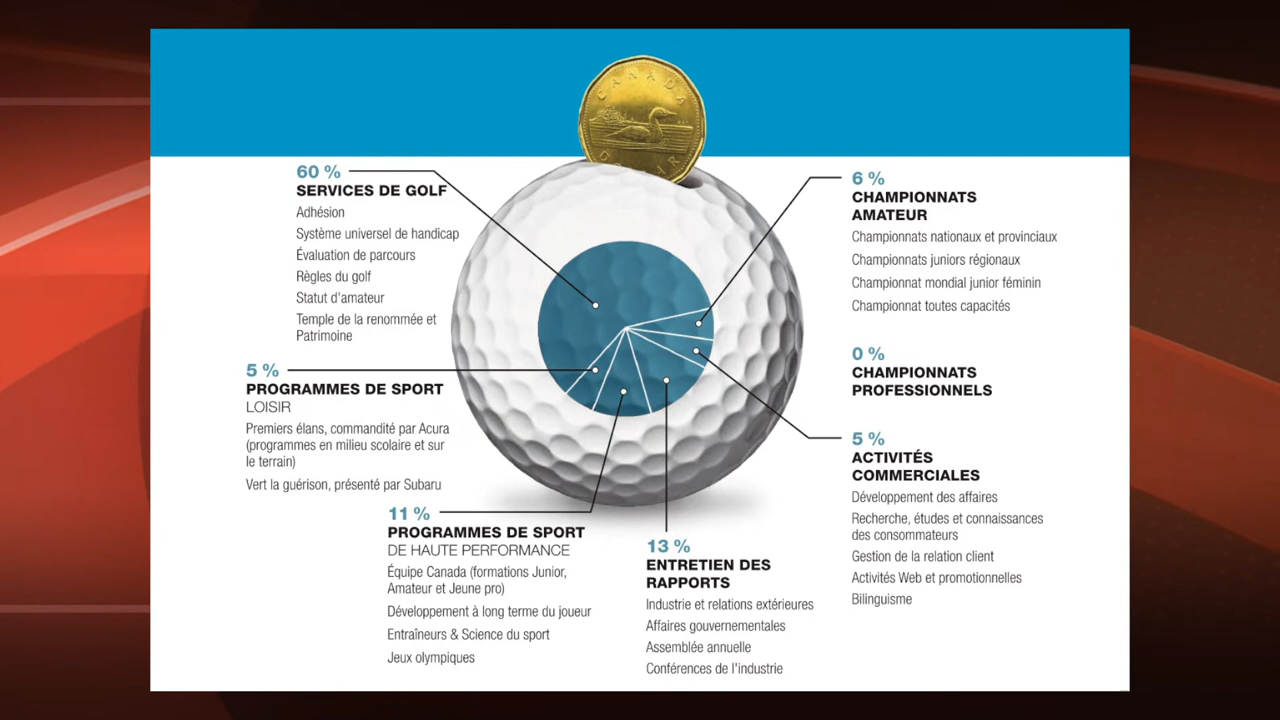 CANADA
DOLLAR
60 %
SERVICES DE GOLF
Adhésion
Système universel de handicap
Évaluation de parcours
Règles du golf
Statut d'amateur
Temple de la renommée et
Patrimoine
5 %
PROGRAMMES DE SPORT
LOISIR
Premiers élans, commandité par Acura
(programmes en milieu scolaire et sur
le terrain)
Vert la guérison, présenté par Subaru
11 %
PROGRAMMES DE SPORT
DE HAUTE PERFORMANCE
Équipe Canada (formations Junior,
Amateur et Jeune pro)
Développement à long terme du joueur
Entraîneurs & Science du sport
Jeux olympiques
13 %
ENTRETIEN DES
RAPPORTS
Industrie et relations extérieures
Affaires gouvernementales
Assemblée annuelle
Conférences de l'industrie
6 %
CHAMPIONNATS
AMATEUR
Championnats nationaux et provinciaux
Championnats juniors régionaux
Championnat mondial junior féminin
Championnat toutes capacités
0 %
CHAMPIONNATS
PROFESSIONNELS
5 %
ACTIVITÉS
COMMERCIALES
Développement des affaires
Recherche, études et connaissances
des consommateurs
Gestion de la relation client
Activités Web et promotionnelles
Bilinguisme